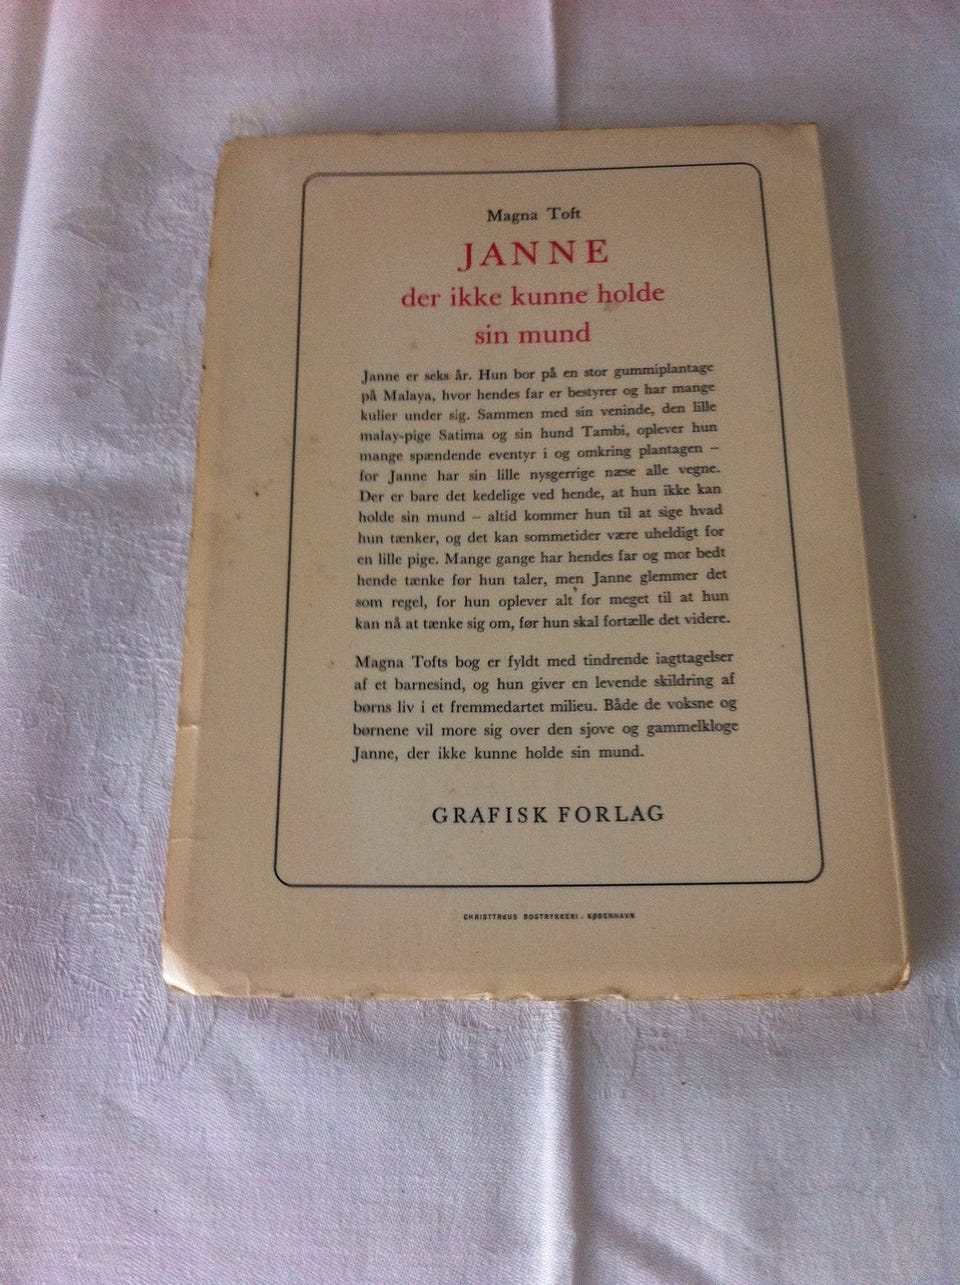 Magna Toft
JANNE
der ikke kunne holde
sin mund
Janne er seks år. Hun bor på en stor gummiplantage
på Malaya, hvor hendes far er bestyrer og har mange
kulier under sig. Sammen med sin veninde, den lille
malay-pige Satima og sin hund Tambi, oplever hun
mange spændende eventyr i og omkring plantagen –
for Janne har sin lille nysgerrige næse alle vegne.
Der er bare det kedelige ved hende, at hun ikke kan
holde sin mund – altid kommer hun til at sige hvad
hun tænker, og det kan sommetider være uheldigt for
en lille pige. Mange gange har hendes far og mor bedt
hende tænke før hun taler, men Janne glemmer det
som regel, for hun oplever alt for meget til at hun
kan nå at tænke sig om, før hun skal fortælle det videre.
Magna Tofts bog er fyldt med tindrende iagttagelser
af et barnesind, og hun giver en levende skildring af
børns liv i et fremmedartet milieu. Både de voksne og
børnene vil more sig over den sjove og gammelkloge
Janne, der ikke kunne holde sin mund.
GRAFISK FORLAG
CHRISTTREUS BOGTRYKKERI. KØBENHAVN